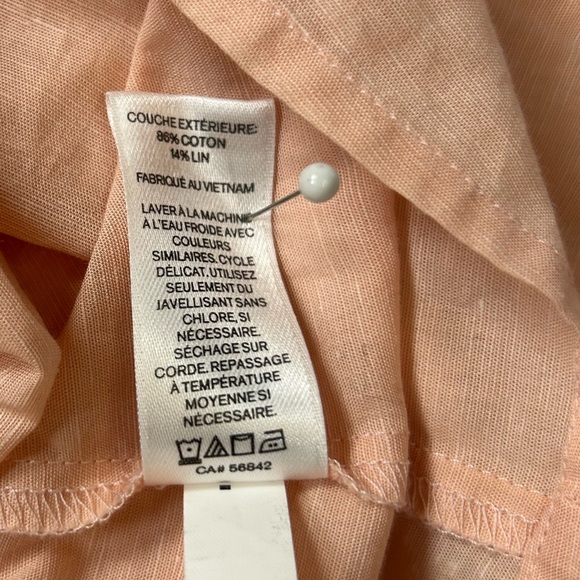 COUCHE EXTÉRIEURE:
86% COTON
14% LIN
FABRIQUÉ AU VIETNAM
LAVER À LA MACHINE
À L'EAU FROIDE AVEC
COULEURS
SIMILAIRES. CYCLE
DÉLICAT. UTILISEZ
SEULEMENT DU
JAVELLISANT SANS
CHLORE, SI
NÉCESSAIRE.
SÉCHAGE SUR
CORDE. REPASSAGE
À TEMPÉRATURE
MOYENNE SI
NÉCESSAIRE.
CA# 56842